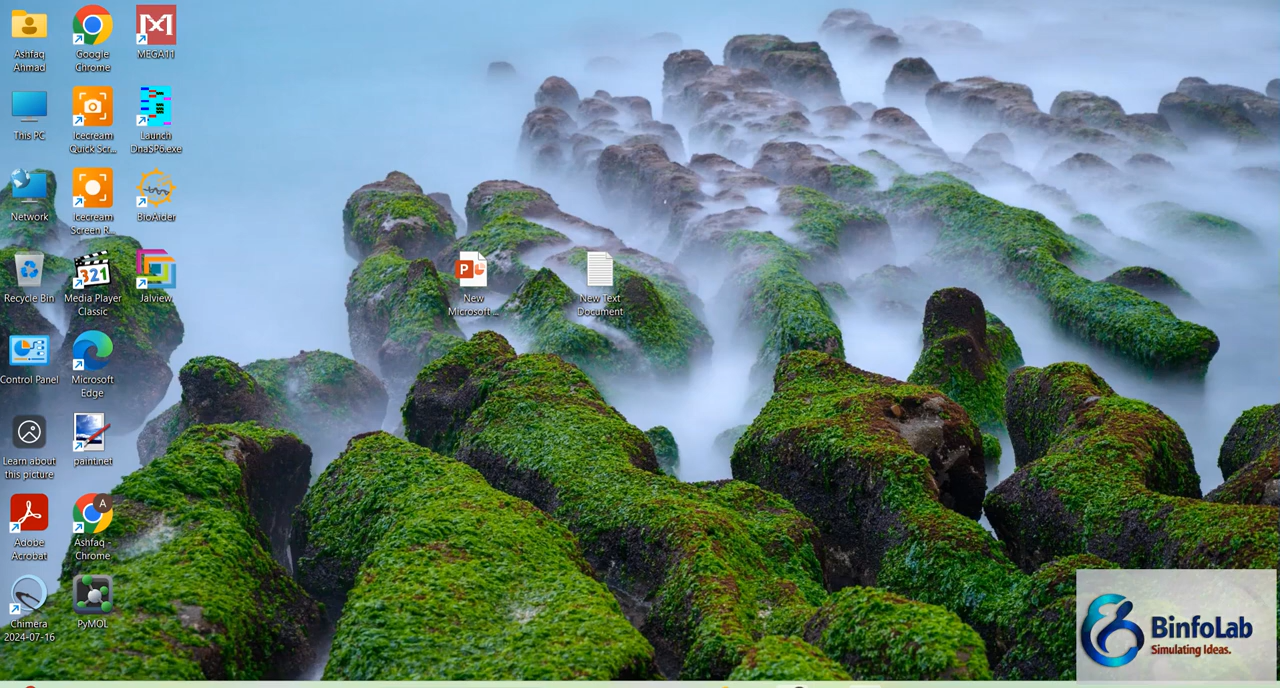 Ashfaq
Ahmad
Google
Chrome
MEGA11
This PC
Icecream
Quick Scr...
Launch
DnaSP6.exe
Network
Icecream
Screen R...
BioAider
Recycle Bin
321
Media Player
Classic
Jalview
New
Microsoft ...
New Text
Document
Control Panel
Microsoft
Edge
Learn about
this picture
paint.net
Adobe
Acrobat
A
Ashfaq -
Chrome
Chimera
2024-07-16
PyMOL
BinfoLab
Simulating Ideas.